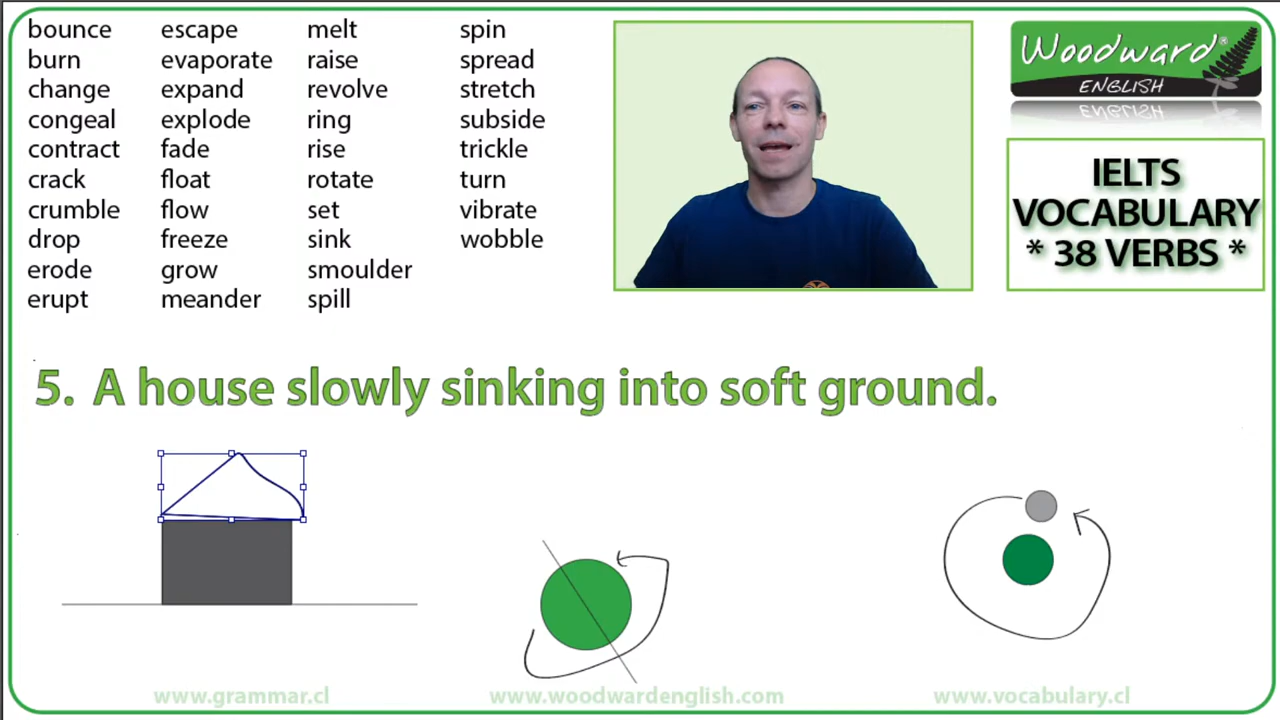 bounce escape melt spin
burn evaporate raise spread
change expand revolve stretch
congeal explode ring subside
contract fade rise trickle
crack float rotate turn
crumble flow set vibrate
drop freeze sink wobble
erode grow smoulder
erupt meander spill
Woodward®
ENGLISH
IELTS
VOCABULARY
* 38 VERBS *
5. A house slowly sinking into soft ground.
www.grammar.cl www.woodwardenglish.com www.vocabulary.cl